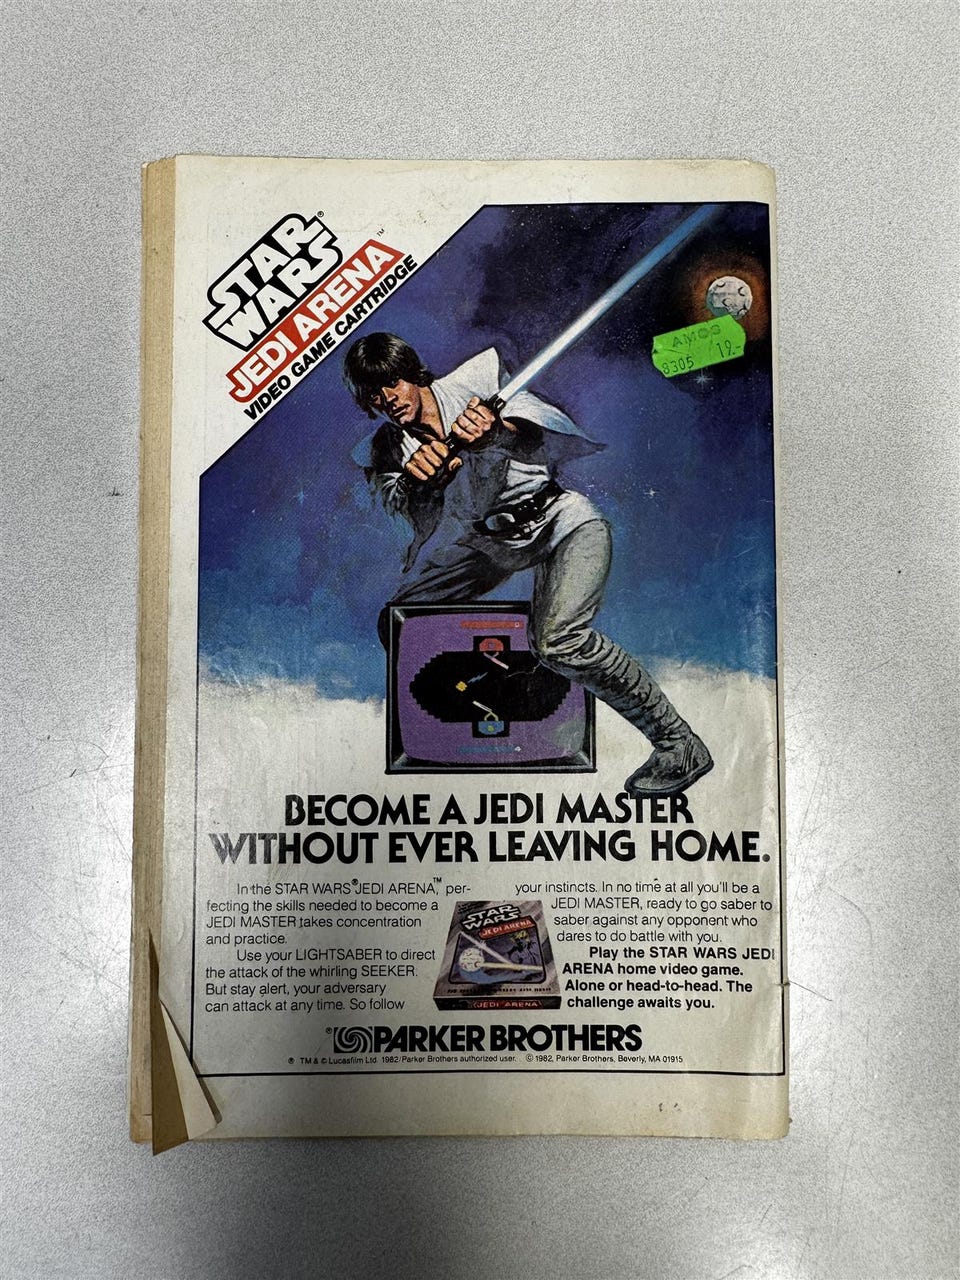 STAR®
WARS
JEDI ARENA™
VIDEO GAME CARTRIDGE
AMOS
8305 19.-
BECOME A JEDI MASTER
WITHOUT EVER LEAVING HOME.
In the STAR WARS® JEDI ARENA,™ per-
fecting the skills needed to become a
JEDI MASTER takes concentration
and practice.
Use your LIGHTSABER to direct
the attack of the whirling SEEKER.
But stay alert, your adversary
can attack at any time. So follow
your instincts. In no time at all you'll be a
JEDI MASTER, ready to go saber to
saber against any opponent who
dares to do battle with you.
Play the STAR WARS JEDI
ARENA home video game.
Alone or head-to-head. The
challenge awaits you.
STAR
WARS
JEDI ARENA
JEDI ARENA
® PARKER BROTHERS
® TM & © Lucasfilm Ltd. 1982/Parker Brothers authorized user. © 1982, Parker Brothers, Beverly, MA 01915